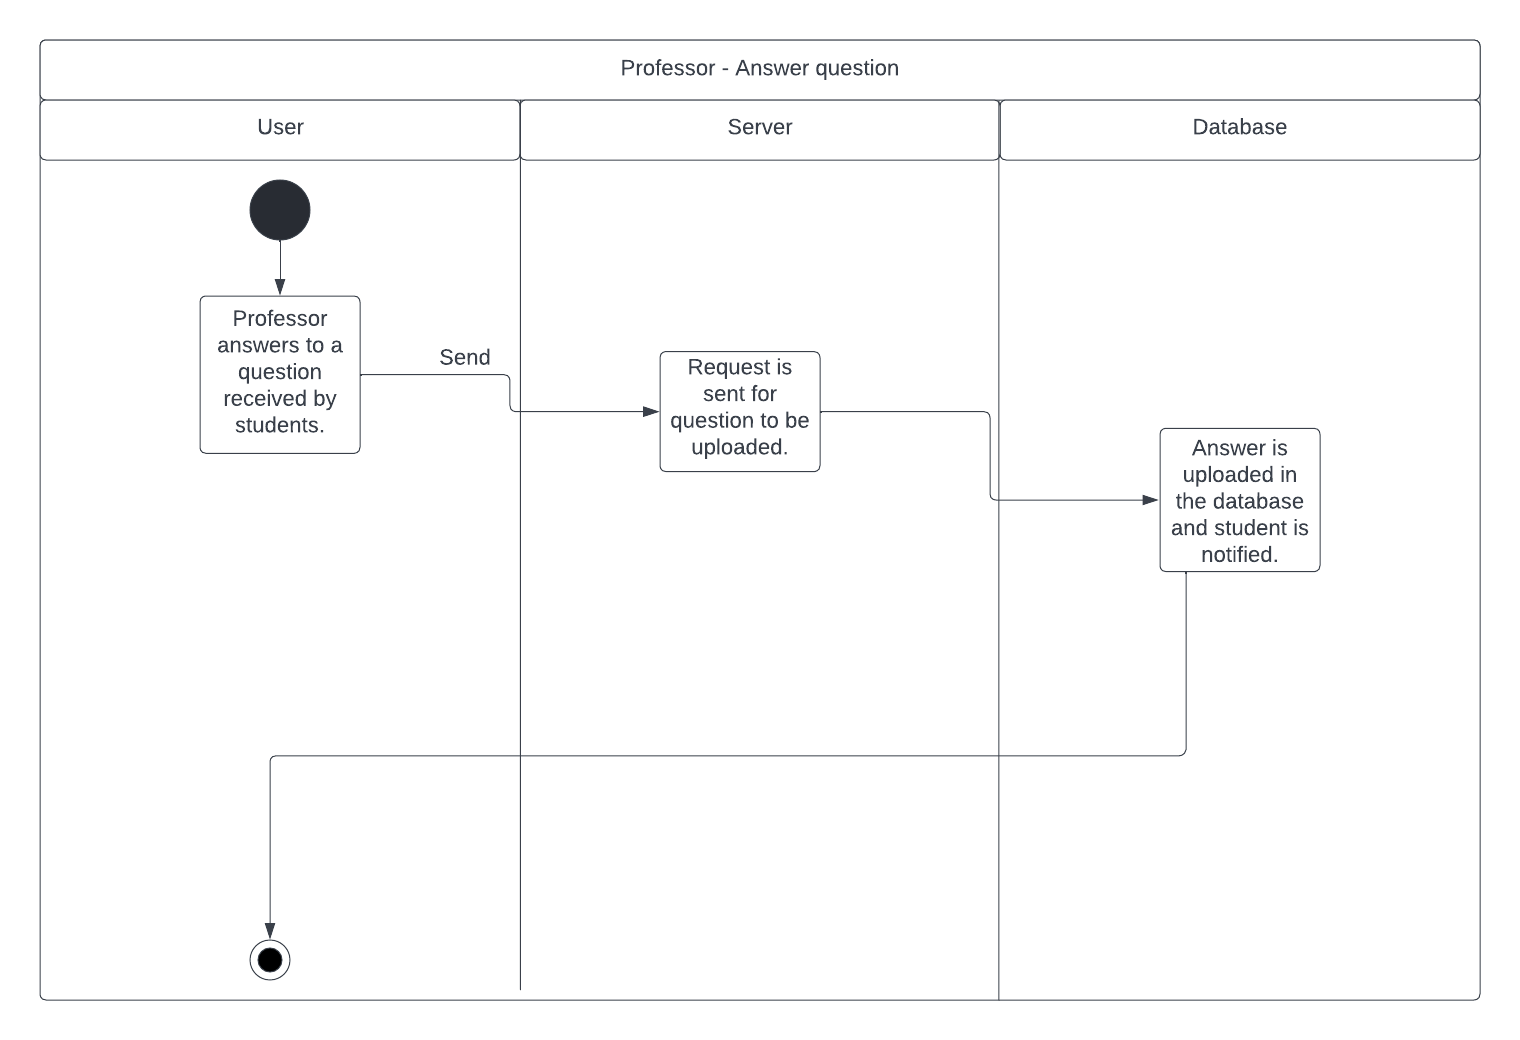 Professor - Answer question
User
Server
Database
Professor
answers to a
question
received by
students.
Send
Request is
sent for
question to be
uploaded.
Answer is
uploaded in
the database
and student is
notified.